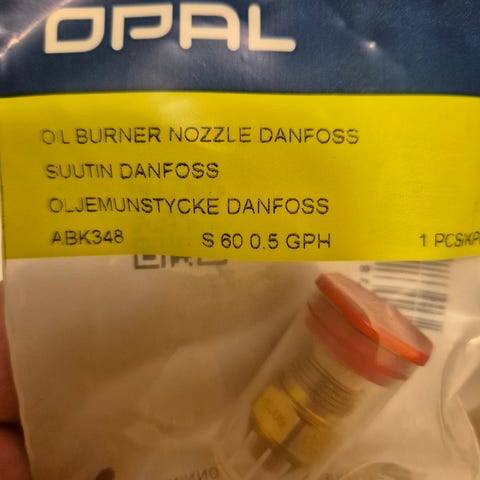 OPAL
OIL BURNER NOZZLE DANFOSS
SUUTIN DANFOSS
OLJEMUNSTYCKE DANFOSS
ABK348 S 60 0.5 GPH 1 PCS/KPL